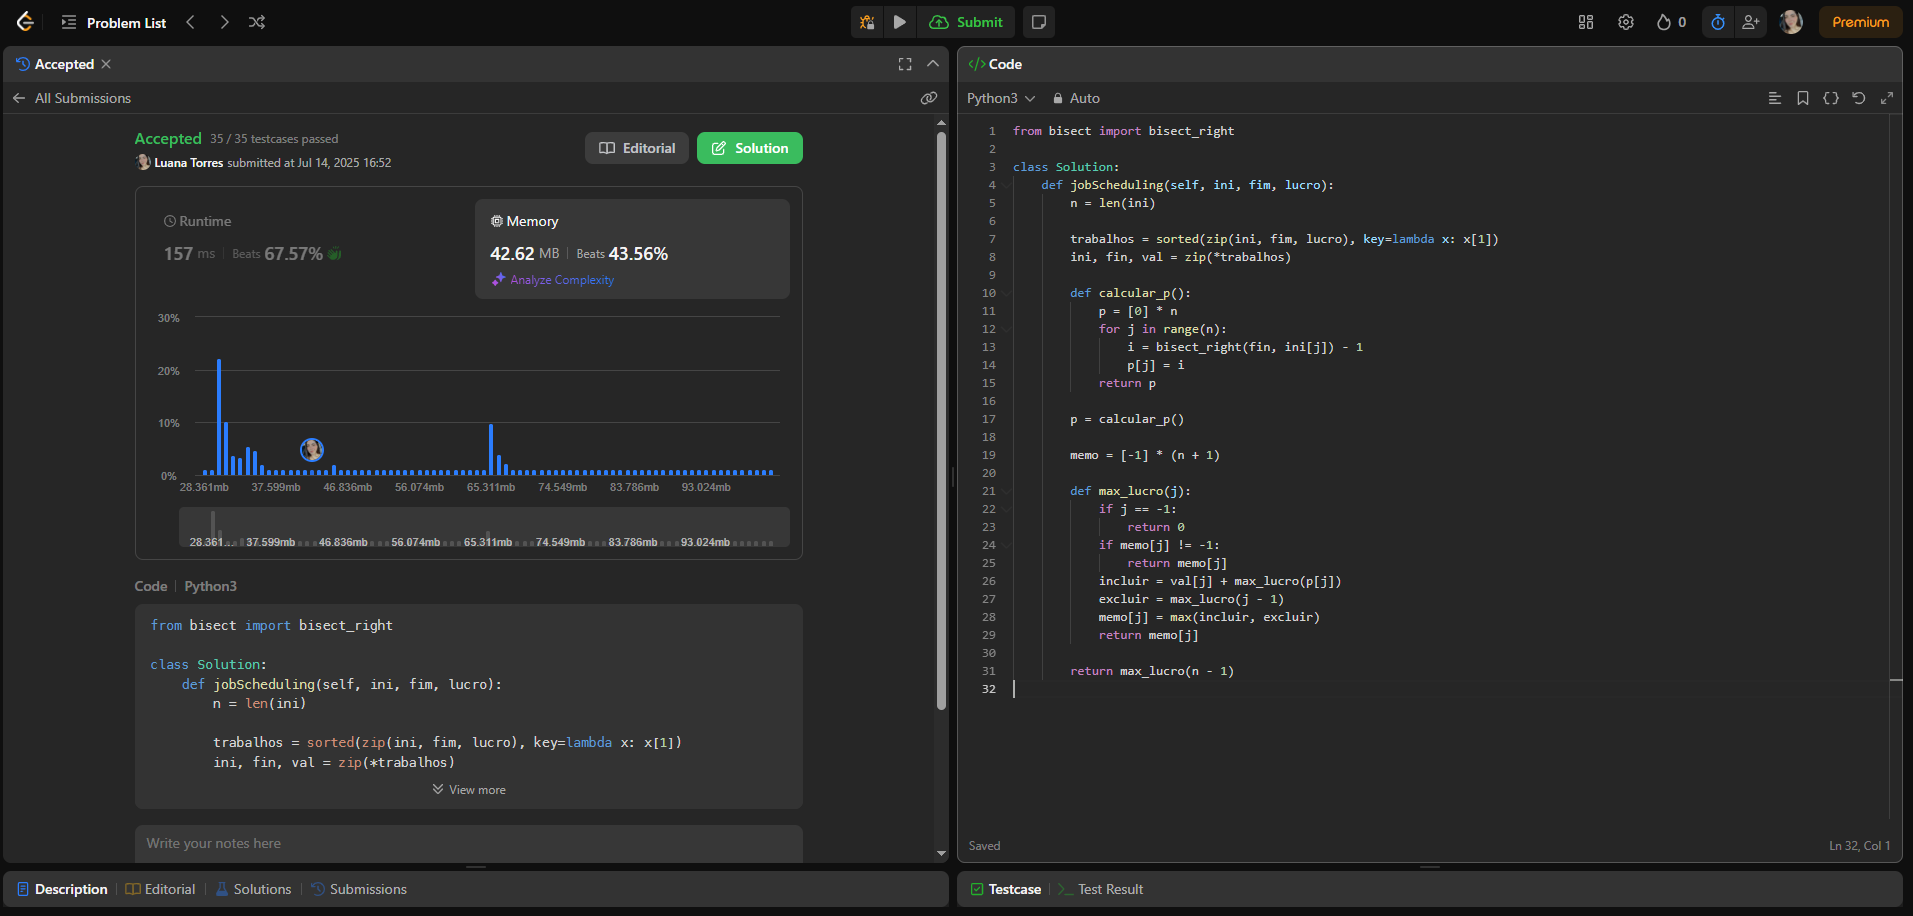 Problem List
Submit
0
Premium
Accepted
All Submissions
Accepted 35 / 35 testcases passed
Luana Torres submitted at Jul 14, 2025 16:52
Editorial
Solution
Runtime
157 ms | Beats 67.57%
Memory
42.62 MB | Beats 43.56%
Analyze Complexity
30%
20%
10%
0%
28.361mb 37.599mb 46.836mb 56.074mb 65.311mb 74.549mb 83.786mb 93.024mb
28.361... 37.599mb 46.836mb 56.074mb 65.311mb 74.549mb 83.786mb 93.024mb
Code | Python3
from bisect import bisect_right
class Solution:
def jobScheduling(self, ini, fim, lucro):
n = len(ini)
trabalhos = sorted(zip(ini, fim, lucro), key=lambda x: x[1])
ini, fin, val = zip(*trabalhos)
View more
Write your notes here
Description | Editorial | Solutions | Submissions
</> Code
Python3 Auto
1 from bisect import bisect_right
2
3 class Solution:
4 def jobScheduling(self, ini, fim, lucro):
5 n = len(ini)
6
7 trabalhos = sorted(zip(ini, fim, lucro), key=lambda x: x[1])
8 ini, fin, val = zip(*trabalhos)
9
10 def calcular_p():
11 p = [0] * n
12 for j in range(n):
13 i = bisect_right(fin, ini[j]) - 1
14 p[j] = i
15 return p
16
17 p = calcular_p()
18
19 memo = [-1] * (n + 1)
20
21 def max_lucro(j):
22 if j == -1:
23 return 0
24 if memo[j] != -1:
25 return memo[j]
26 incluir = val[j] + max_lucro(p[j])
27 excluir = max_lucro(j - 1)
28 memo[j] = max(incluir, excluir)
29 return memo[j]
30
31 return max_lucro(n - 1)
32
Saved
Ln 32, Col 1
Testcase | Test Result